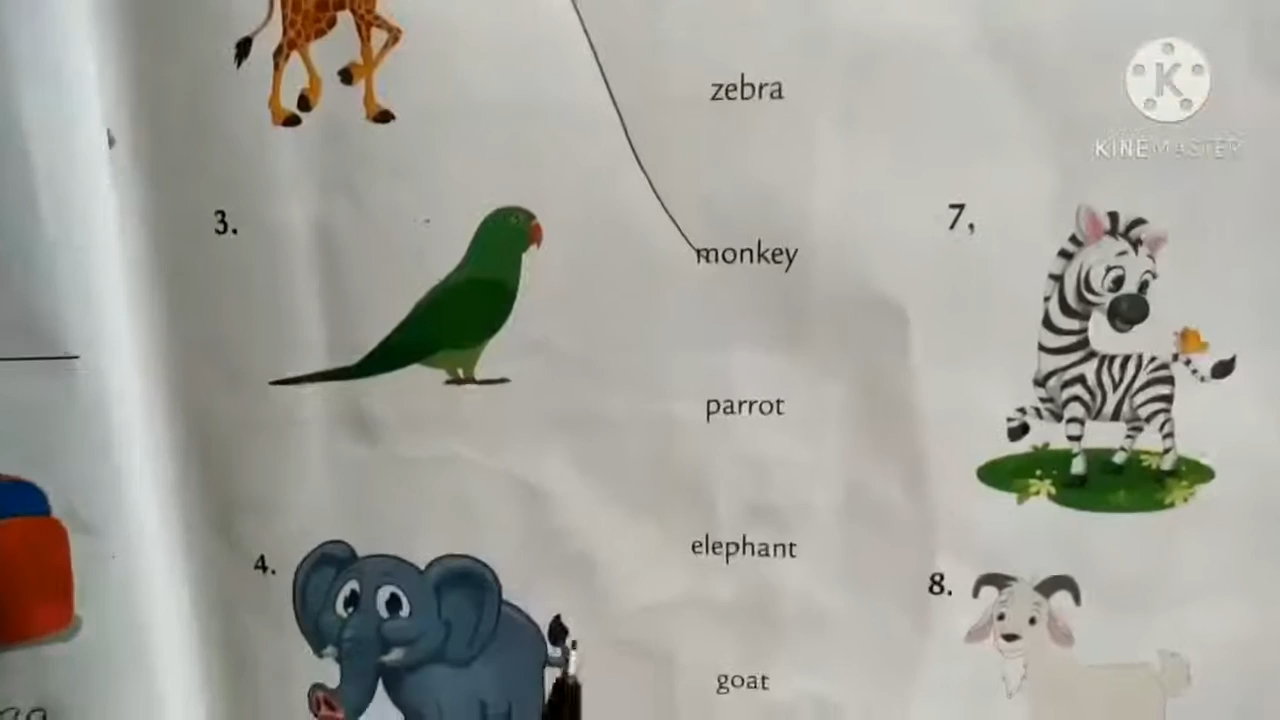 zebra
K
KINEMASTER
3.
7,
monkey
parrot
elephant
4.
8.
goat